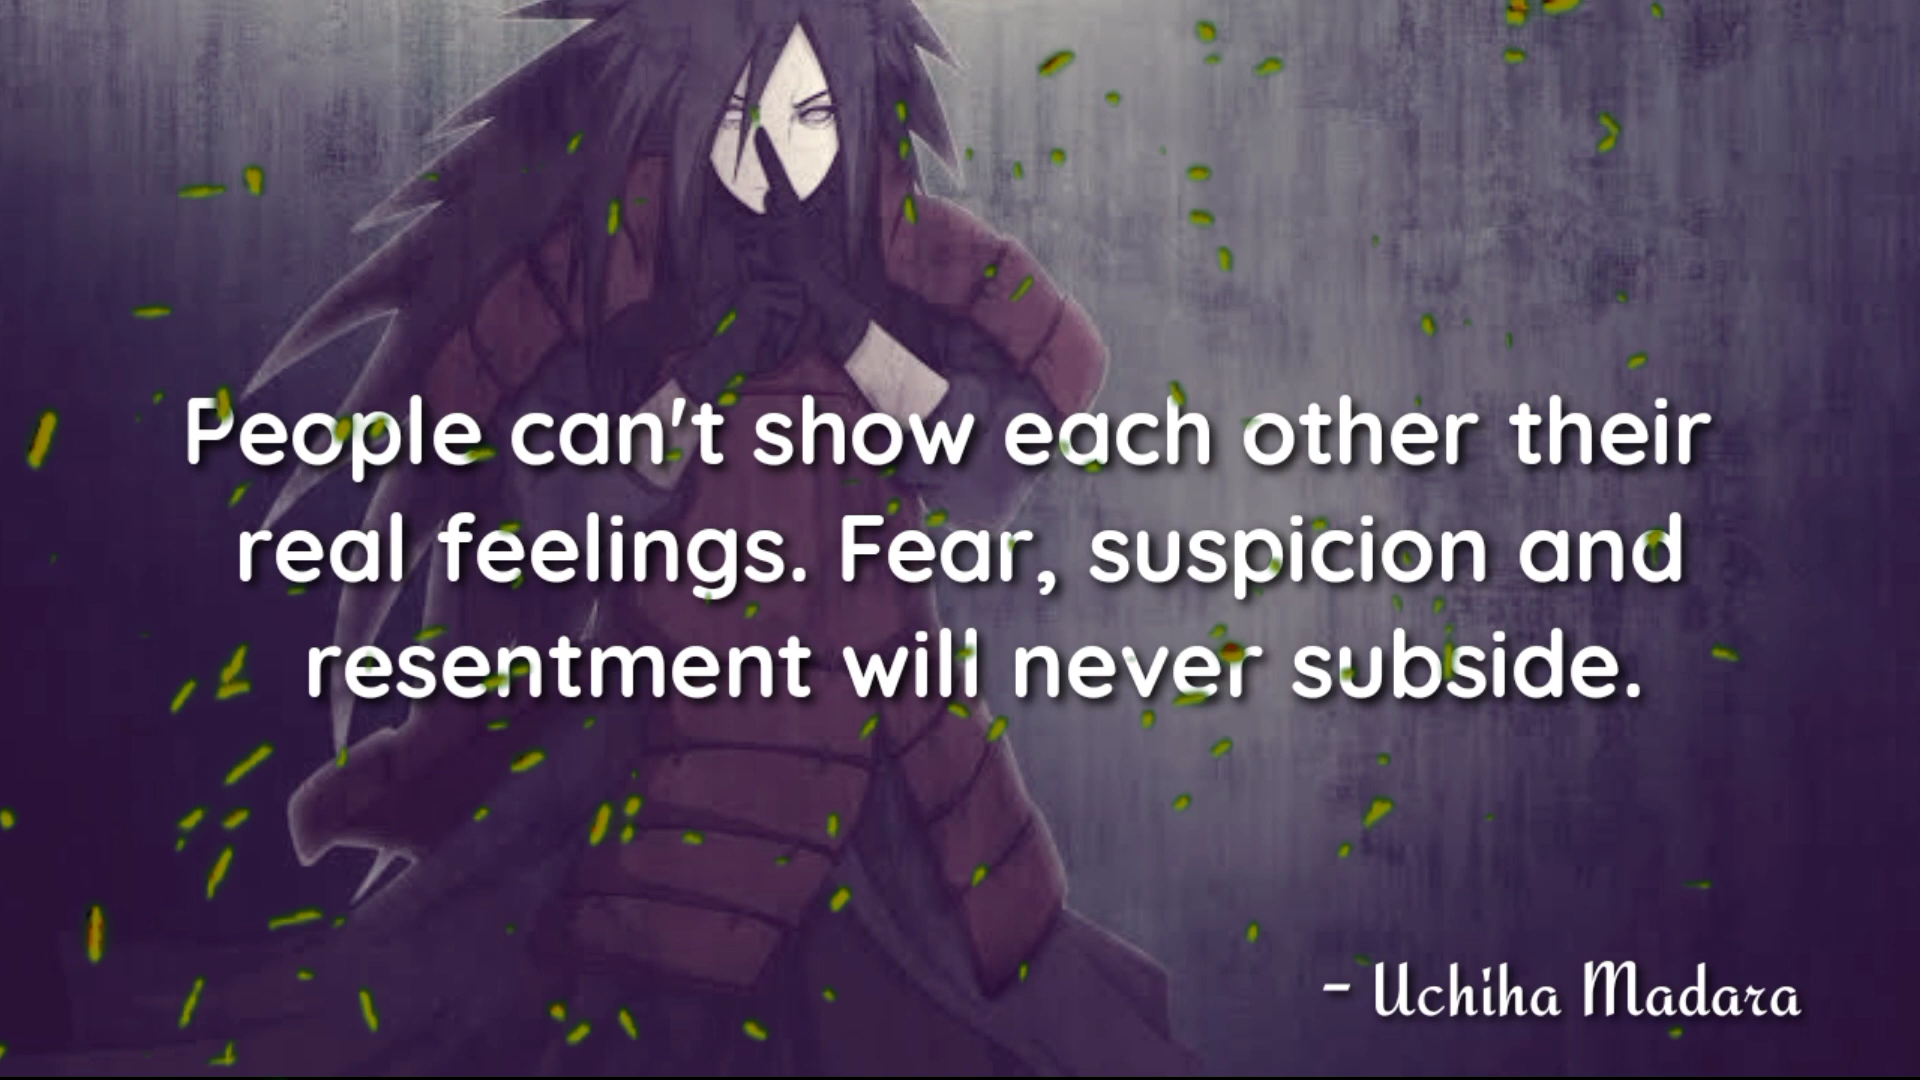 People can't show each other their
real feelings. Fear, suspicion and
resentment will never subside.
- Uchiha Madara